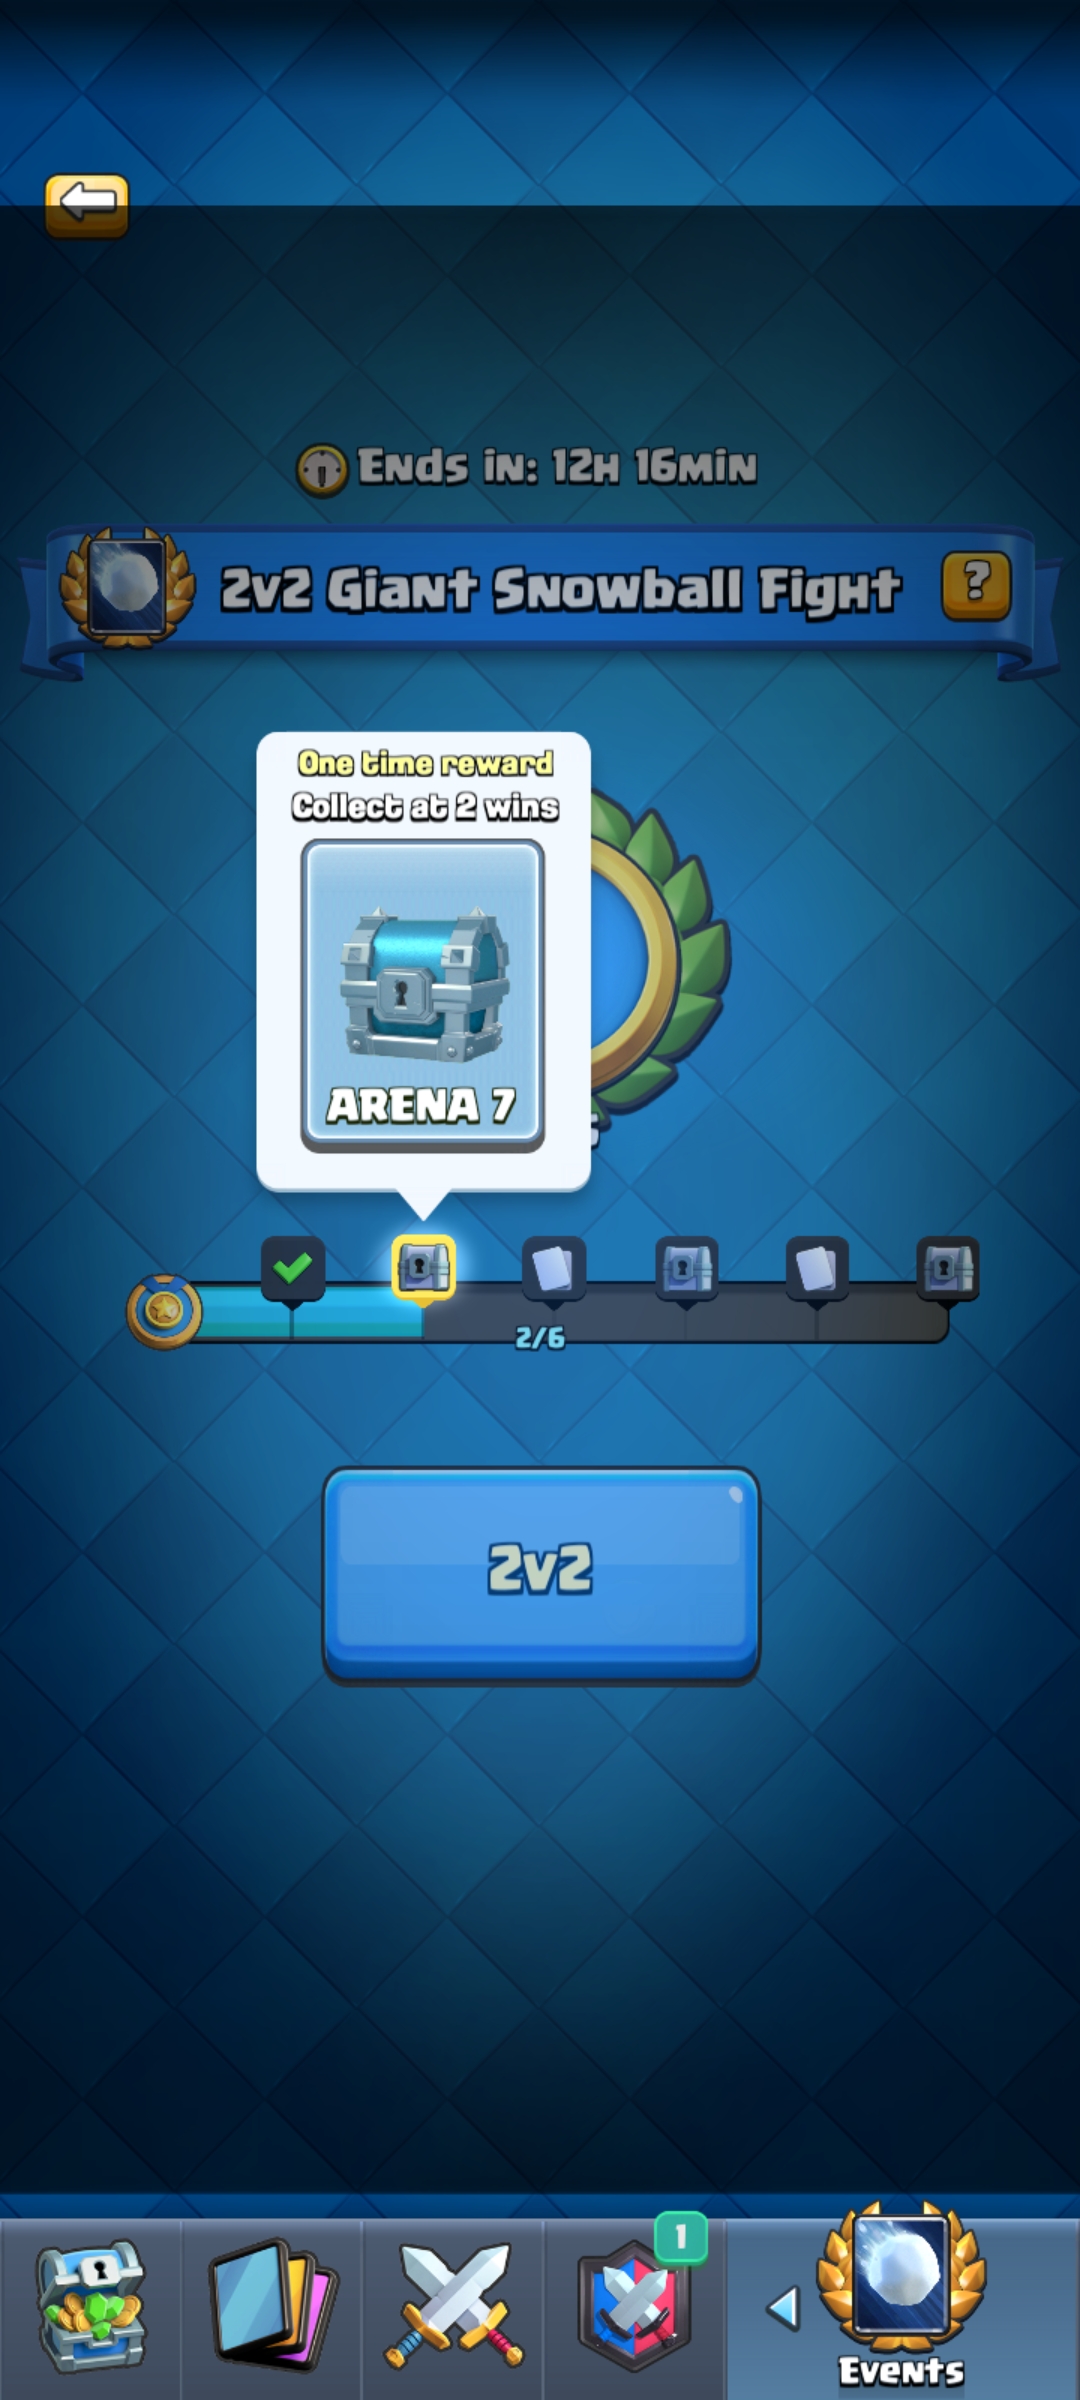 Ends in: 12h 16min
2v2 Giant Snowball Fight
?
One time reward
Collect at 2 wins
ARENA 7
2/6
2v2
1
Events